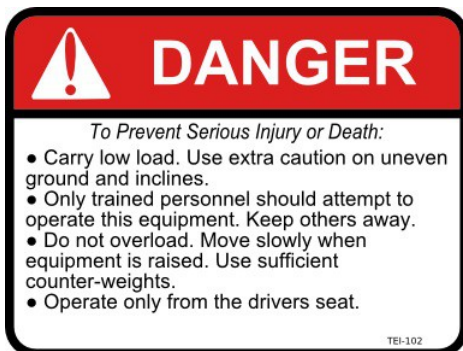 DANGER
To Prevent Serious Injury or Death:
● Carry low load. Use extra caution on uneven
ground and inclines.
● Only trained personnel should attempt to
operate this equipment. Keep others away.
● Do not overload. Move slowly when
equipment is raised. Use sufficient
counter-weights.
● Operate only from the drivers seat.
TEI-102